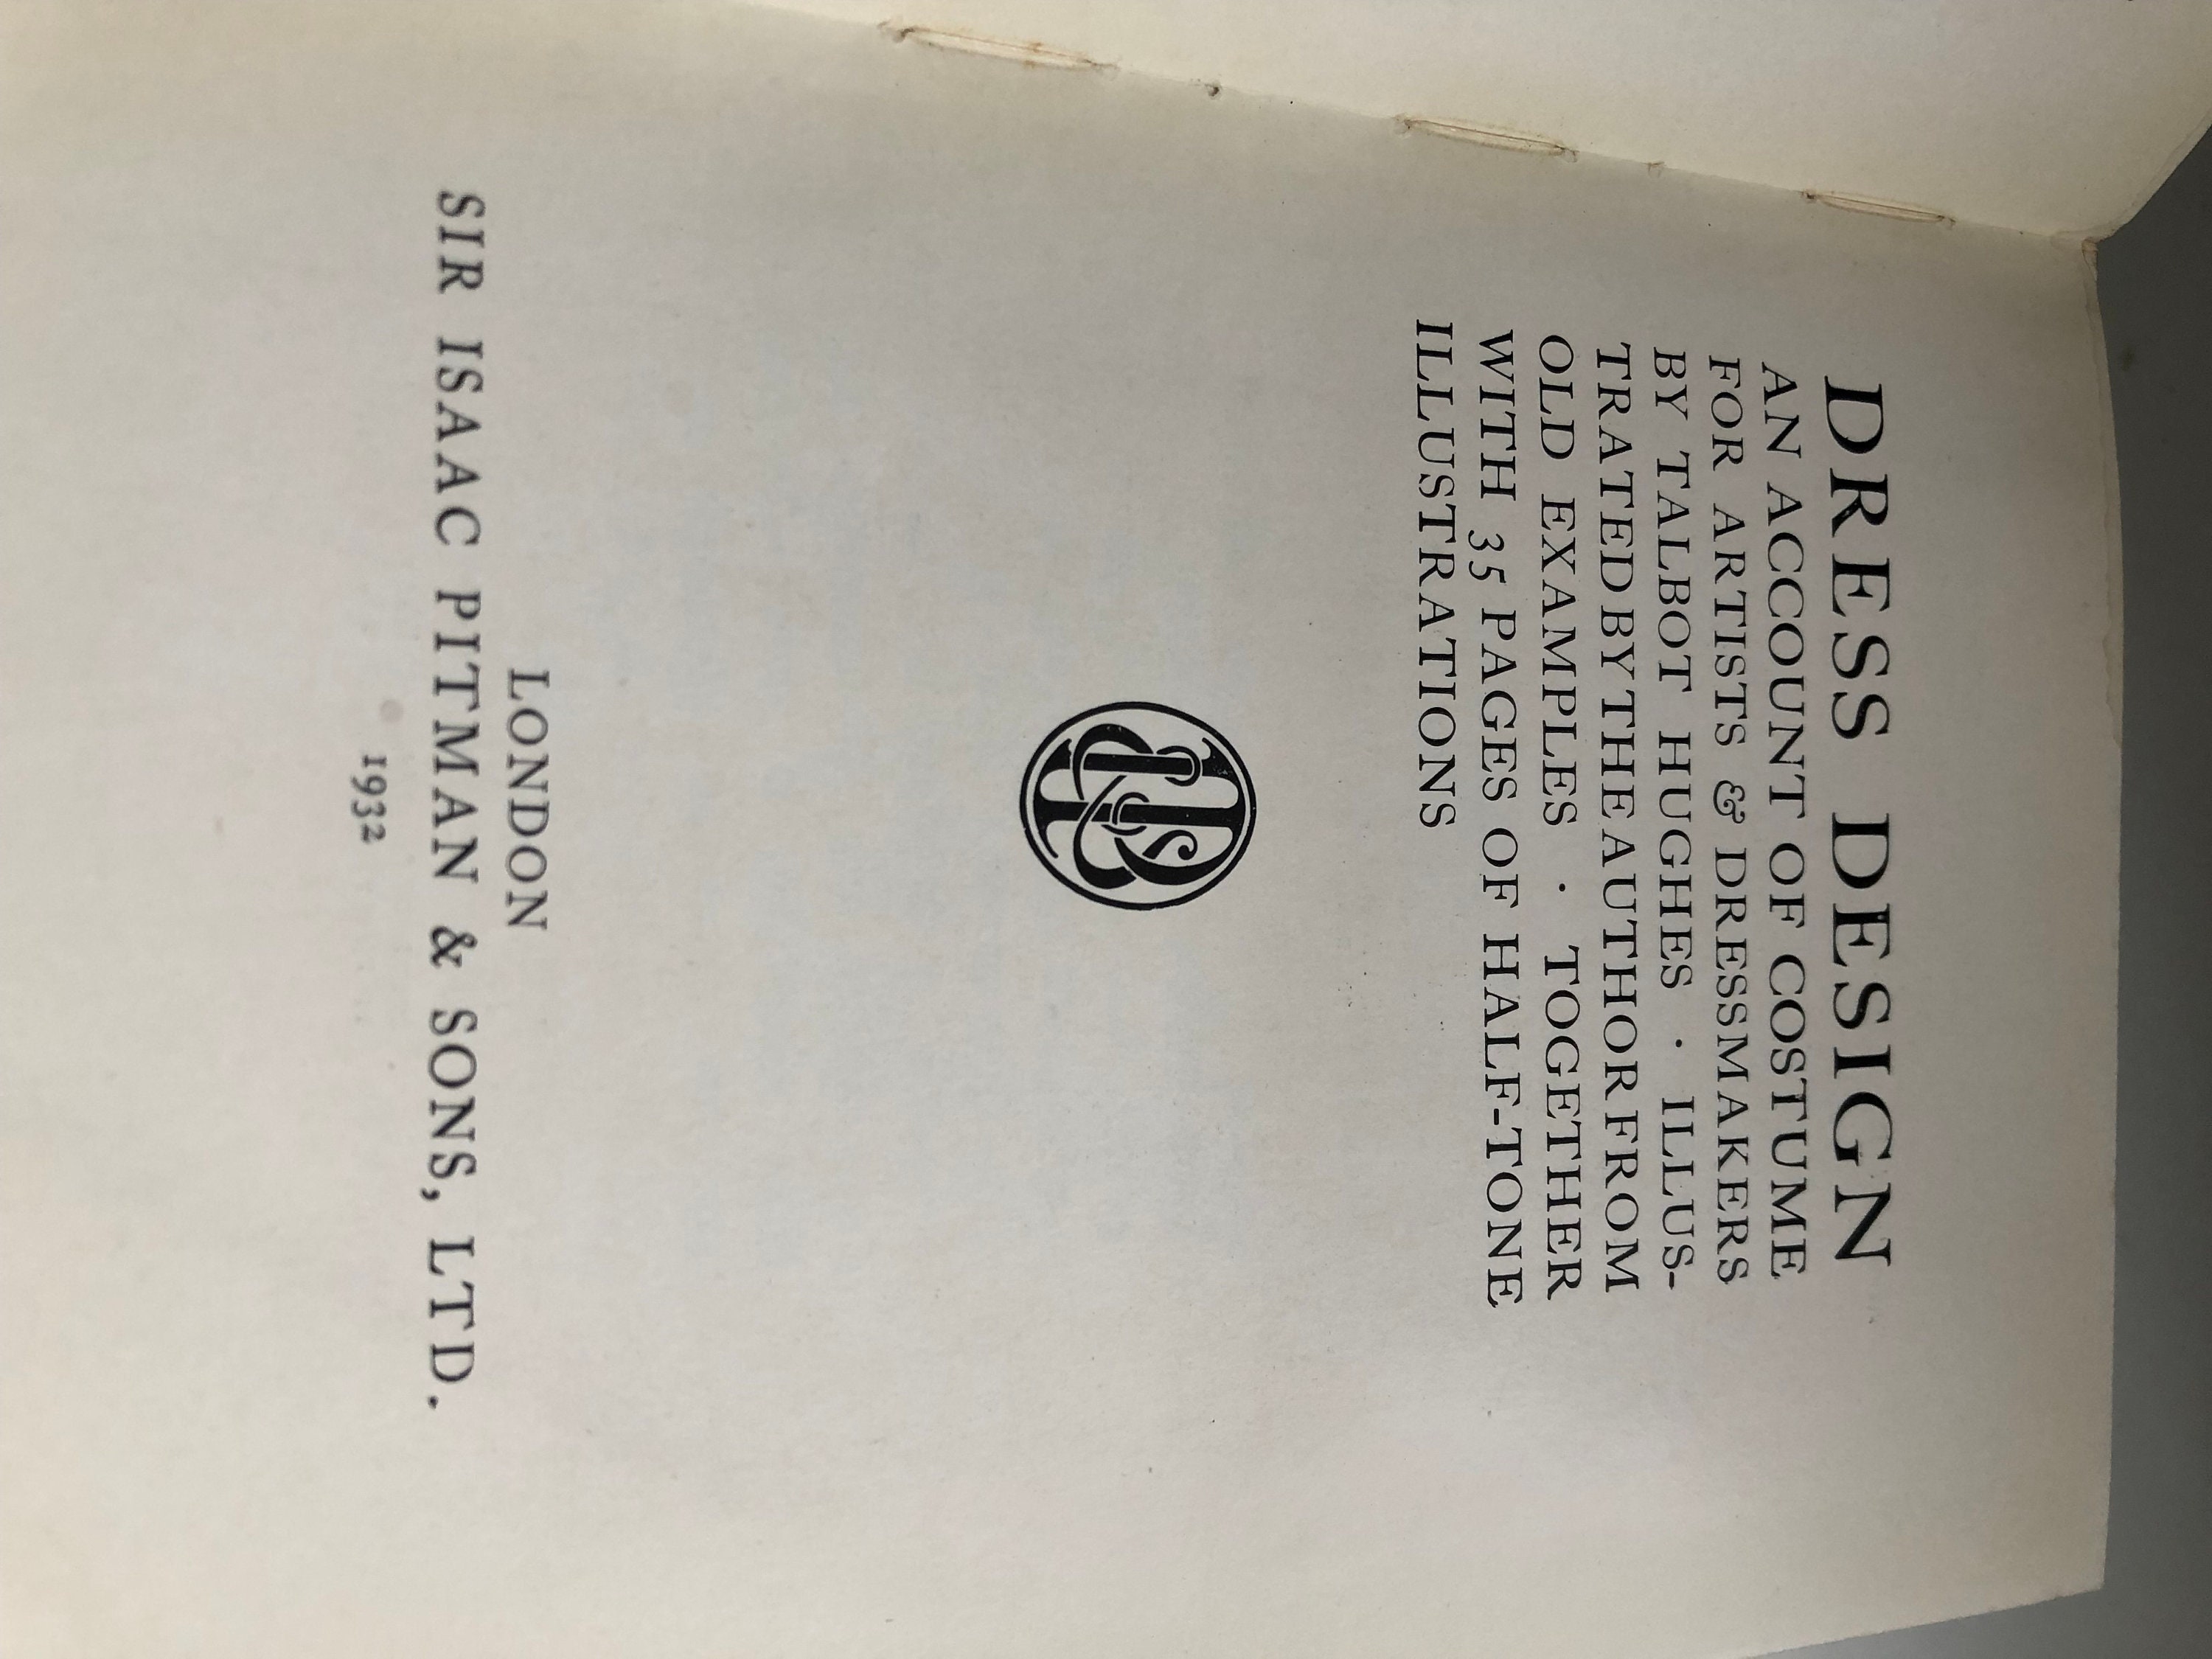 DRESS DESIGN
AN ACCOUNT OF COSTUME
FOR ARTISTS & DRESSMAKERS
BY TALBOT HUGHES · ILLUS-
TRATED BY THE AUTHOR FROM
OLD EXAMPLES · TOGETHER
WITH 35 PAGES OF HALF-TONE
ILLUSTRATIONS
LONDON
SIR ISAAC PITMAN & SONS, LTD.
1932